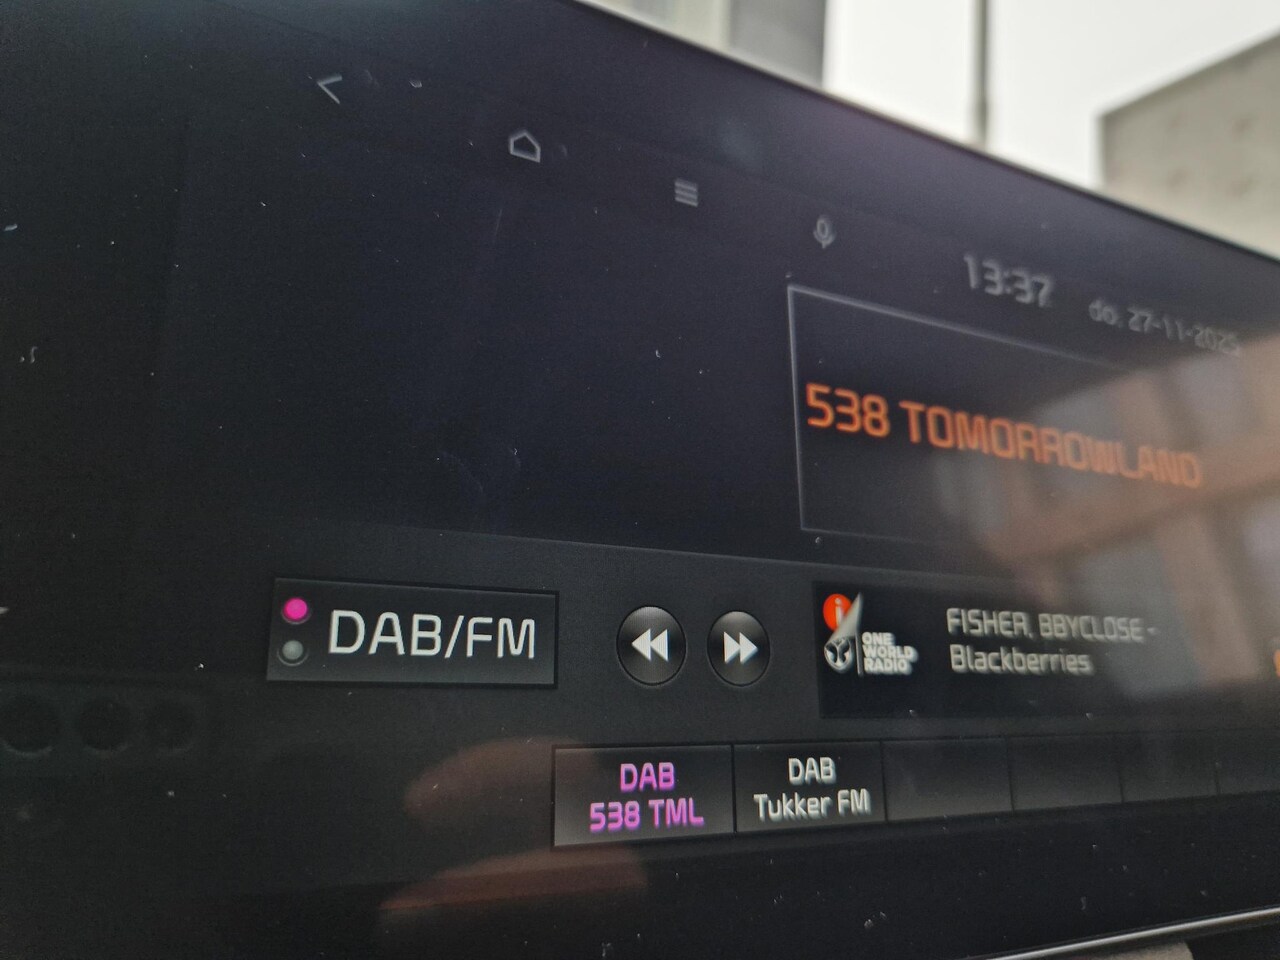 13:37
do. 27-11-2025
538 TOMORROWLAND
DAB/FM
i
ONE
WORLD
RADIO
FISHER, BBYCLOSE -
Blackberries
DAB
538 TML
DAB
Tukker FM